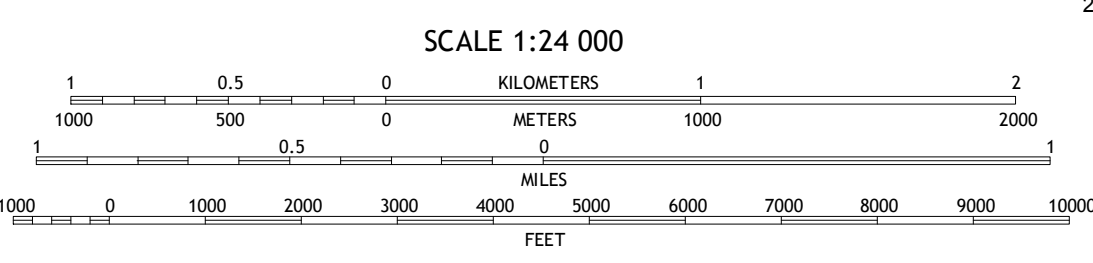 2
SCALE 1:24 000
1 0.5 0 KILOMETERS 1 2
1000 500 0 METERS 1000 2000
1 0.5 0 1
MILES
1000 0 1000 2000 3000 4000 5000 6000 7000 8000 9000 10000
FEET